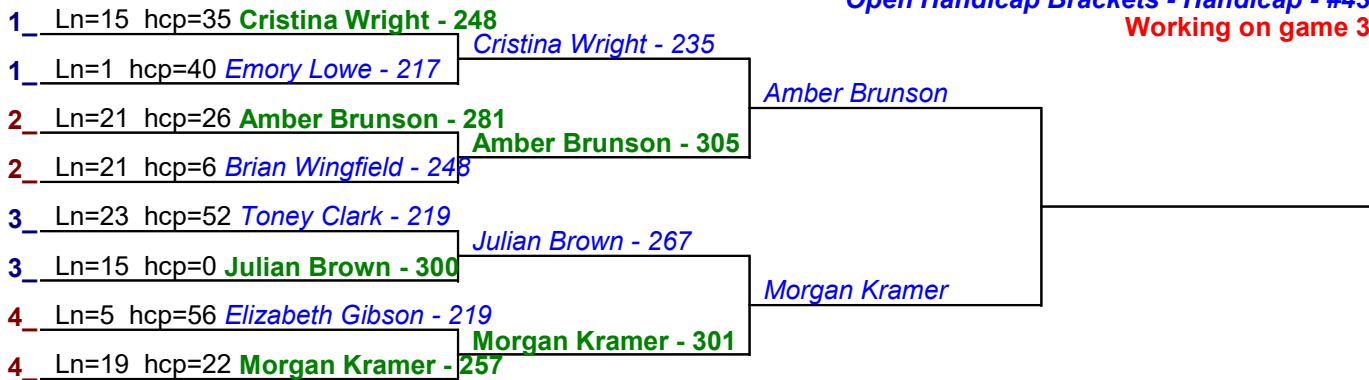 Open Handicap Brackets - Handicap - #43
Working on game 3
1_ Ln=15 hcp=35 Cristina Wright - 248
Cristina Wright - 235
1_ Ln=1 hcp=40 Emory Lowe - 217
Amber Brunson
2_ Ln=21 hcp=26 Amber Brunson - 281
Amber Brunson - 305
2_ Ln=21 hcp=6 Brian Wingfield - 248
3_ Ln=23 hcp=52 Toney Clark - 219
Julian Brown - 267
3_ Ln=15 hcp=0 Julian Brown - 300
Morgan Kramer
4_ Ln=5 hcp=56 Elizabeth Gibson - 219
Morgan Kramer - 301
4_ Ln=19 hcp=22 Morgan Kramer - 257